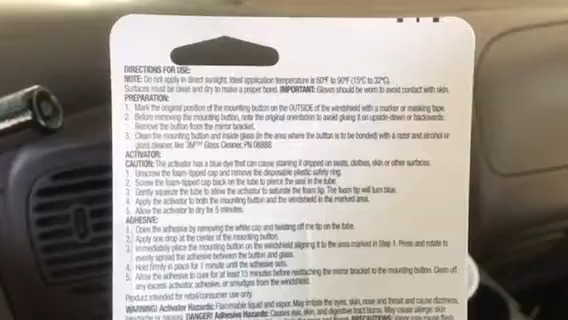 DIRECTIONS FOR USE:
NOTE: Do not apply in direct sunlight. Ideal application temperature is 60°F to 90°F (15°C to 32°C).
Surfaces must be clean and dry to make a proper bond. IMPORTANT: Gloves should be worn to avoid contact with skin.
PREPARATION:
1. Mark the original position of the mounting button on the OUTSIDE of the windshield with a marker or masking tape.
2. Before removing the mounting button, note the original orientation to avoid gluing it on upside-down or backwards.
Remove the button from the mirror bracket.
3. Clean the mounting button and inside glass (in the area where the button is to be bonded) with a razor and alcohol or
glass cleaner, like 3M™ Glass Cleaner, PN 08888
ACTIVATOR:
CAUTION: The activator has a blue dye that can cause staining if dripped on seats, clothes, skin or other surfaces.
1. Unscrew the foam-tipped cap and remove the disposable plastic safety ring.
2. Screw the foam-tipped cap back on the tube to pierce the seal in the tube.
3. Gently squeeze the tube to allow the activator to saturate the foam tip. The foam tip will turn blue.
4. Apply the activator to both the mounting button and the windshield in the marked area.
5. Allow the activator to dry for 5 minutes.
ADHESIVE:
1. Open the adhesive by removing the white cap and twisting off the tip on the tube.
2. Apply one drop at the center of the mounting button.
3. Immediately place the mounting button on the windshield aligning it to the area marked in Step 1. Press and rotate to
evenly spread the adhesive between the button and glass.
4. Hold firmly in place for 1 minute until the adhesive sets.
5. Allow the adhesive to cure for at least 15 minutes before reattaching the mirror bracket to the mounting button. Clean off
any excess activator, adhesive, or smudges from the windshield.
Product intended for retail/consumer use only.
WARNING! Activator Hazards: Flammable liquid and vapor. May irritate the eyes, skin, nose and throat and cause dizziness,
headache or nausea. DANGER! Adhesive Hazards: Causes eye, skin, and digestive tract burns. May cause allergic skin